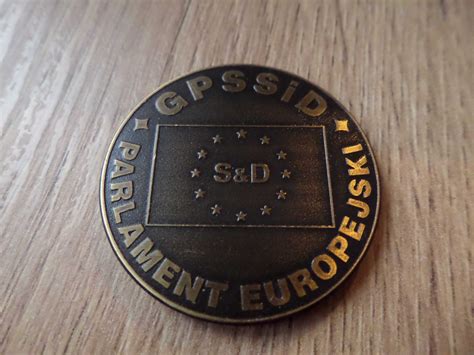 GPSSiD
S&D
PARLAMENT EUROPEJSKI